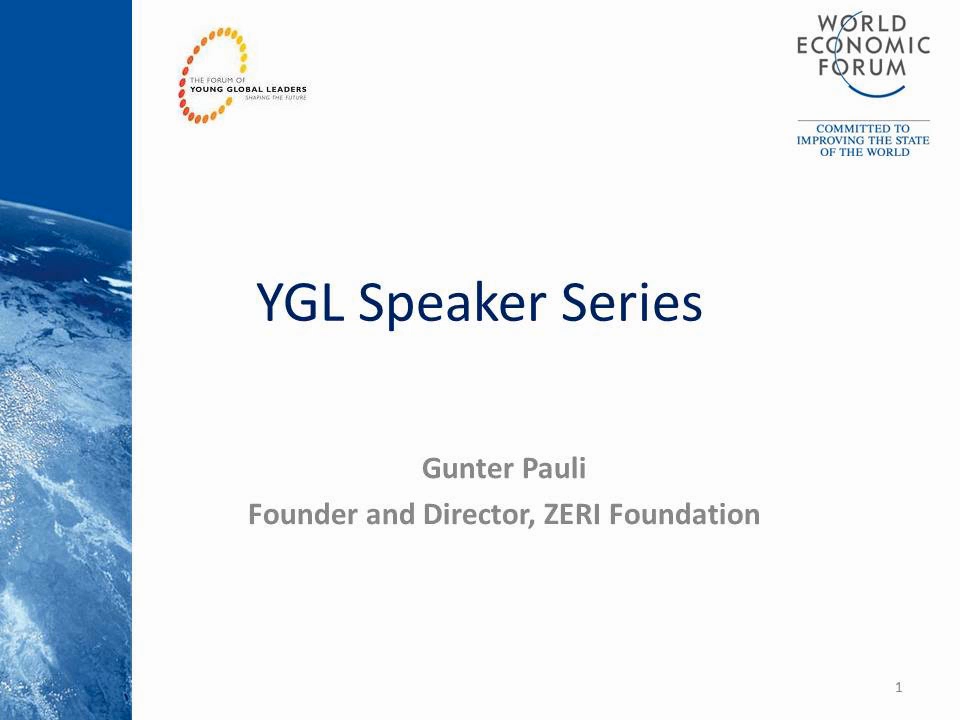 THE FORUM OF
YOUNG GLOBAL LEADERS
SHAPING THE FUTURE
WORLD
ECONOMIC
FORUM
COMMITTED TO
IMPROVING THE STATE
OF THE WORLD
YGL Speaker Series
Gunter Pauli
Founder and Director, ZERI Foundation
1